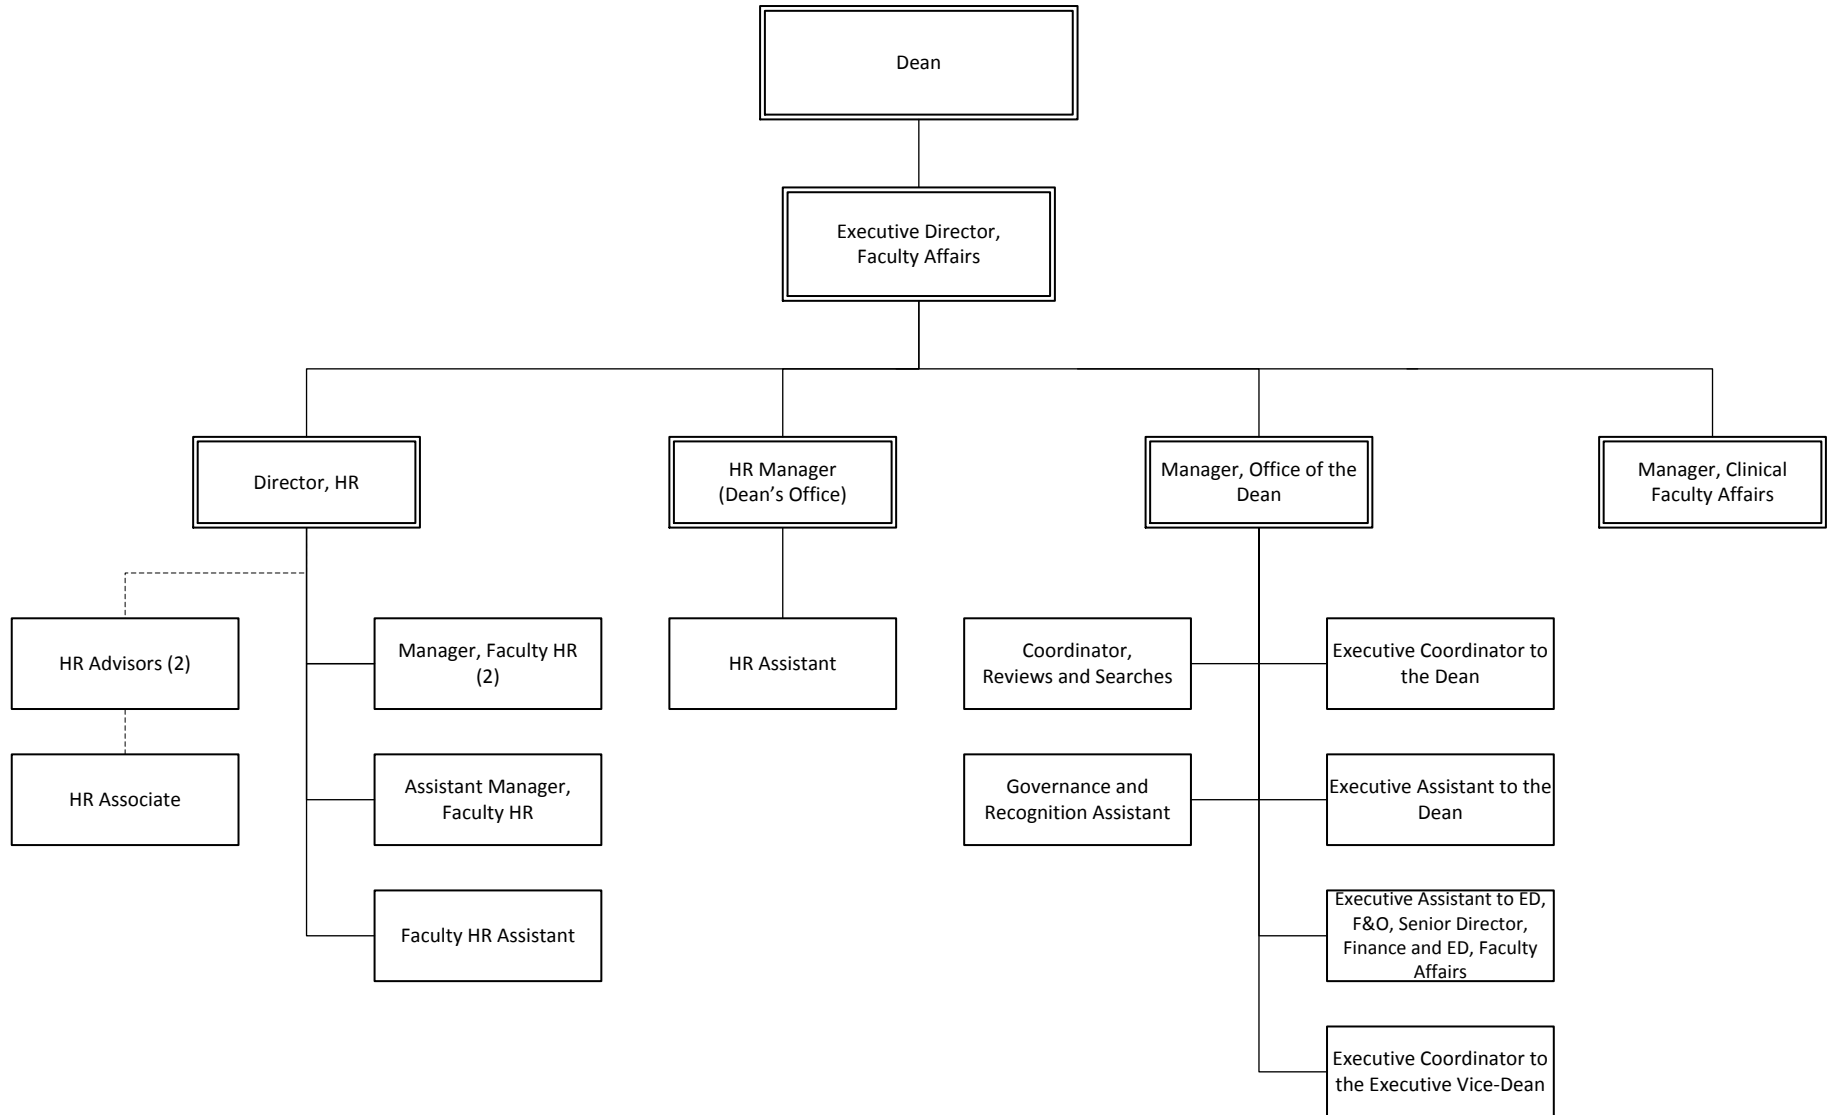 Dean
Executive Director,
Faculty Affairs
Director, HR
HR Manager
(Dean’s Office)
Manager, Office of the
Dean
Manager, Clinical
Faculty Affairs
HR Advisors (2)
Manager, Faculty HR
(2)
HR Assistant
Coordinator,
Reviews and Searches
Executive Coordinator to
the Dean
HR Associate
Assistant Manager,
Faculty HR
Governance and
Recognition Assistant
Executive Assistant to the
Dean
Faculty HR Assistant
Executive Assistant to ED,
F&O, Senior Director,
Finance and ED, Faculty
Affairs
Executive Coordinator to
the Executive Vice-Dean